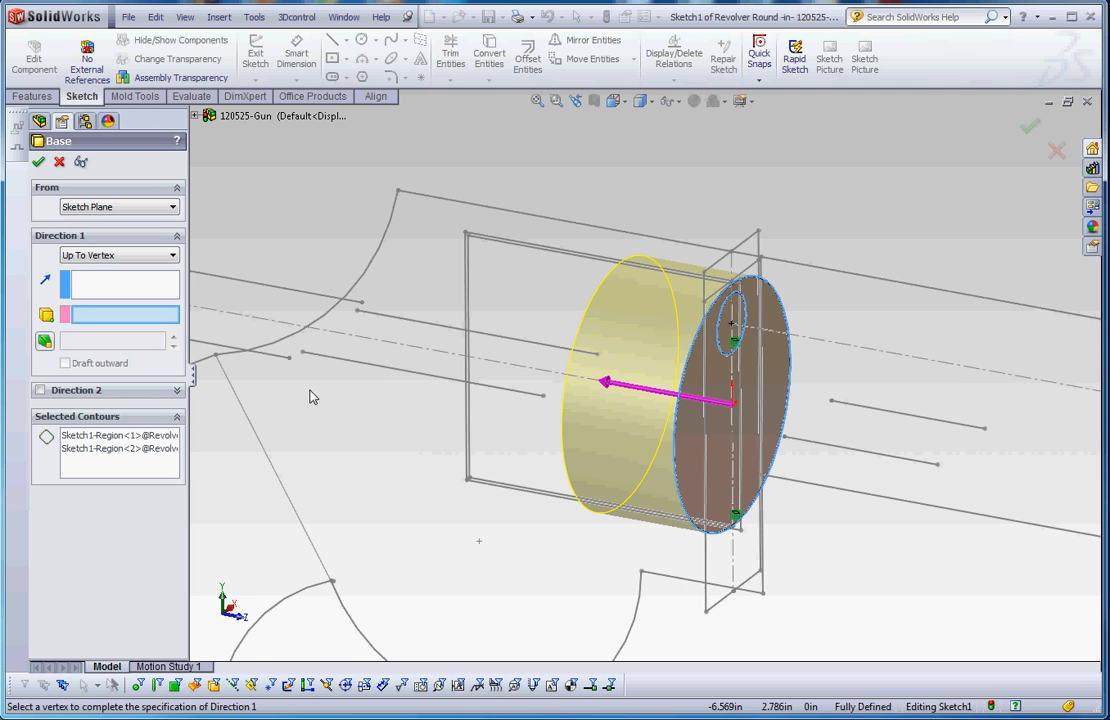 SolidWorks File Edit View Insert Tools 3Dcontrol Window Help Sketch1 of Revolver Round -in- 120525-... Search SolidWorks Help
Edit Component
No External References
Hide/Show Components
Change Transparency
Assembly Transparency
Exit Sketch
Smart Dimension
Trim Entities
Convert Entities
Offset Entities
Mirror Entities
Move Entities
Display/Delete Relations
Repair Sketch
Quick Snaps
Rapid Sketch
Sketch Picture
Sketch Picture
Features Sketch Mold Tools Evaluate DimXpert Office Products Align
120525-Gun (Default<Displ...
Base ?
From
Sketch Plane
Direction 1
Up To Vertex
Draft outward
Direction 2
Selected Contours
Sketch1-Region<1>@Revolve
Sketch1-Region<2>@Revolve
Y
X
Z
Model Motion Study 1
Select a vertex to complete the specification of Direction 1 -6.569in 2.786in 0in Fully Defined Editing Sketch1